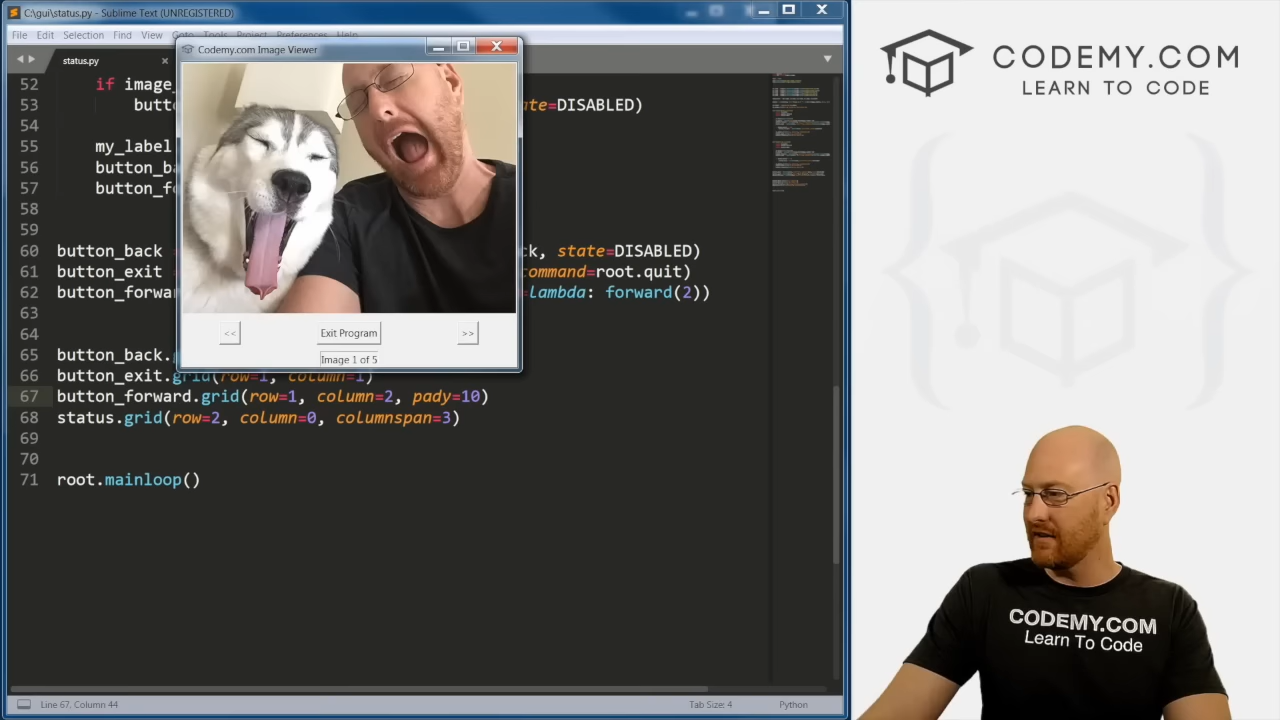 C:\gui\status.py - Sublime Text (UNREGISTERED)
File Edit Selection Find View Goto Tools Project Preferences Help
status.py
Codemy.com Image Viewer
52 if image_
53 butto ate=DISABLED)
54
55 my_label
56 button_ba
57 button_fo
58
59
60 button_back = ck, state=DISABLED)
61 button_exit = command=root.quit)
62 button_forwar =lambda: forward(2))
63
64
65 button_back.g
66 button_exit.grid(row=1, column=1)
67 button_forward.grid(row=1, column=2, pady=10)
68 status.grid(row=2, column=0, columnspan=3)
69
70
71 root.mainloop()
<< Exit Program >>
Image 1 of 5
Line 67, Column 44 Tab Size: 4 Python
CODEMY.COM
LEARN TO CODE
CODEMY.COM
Learn To Code